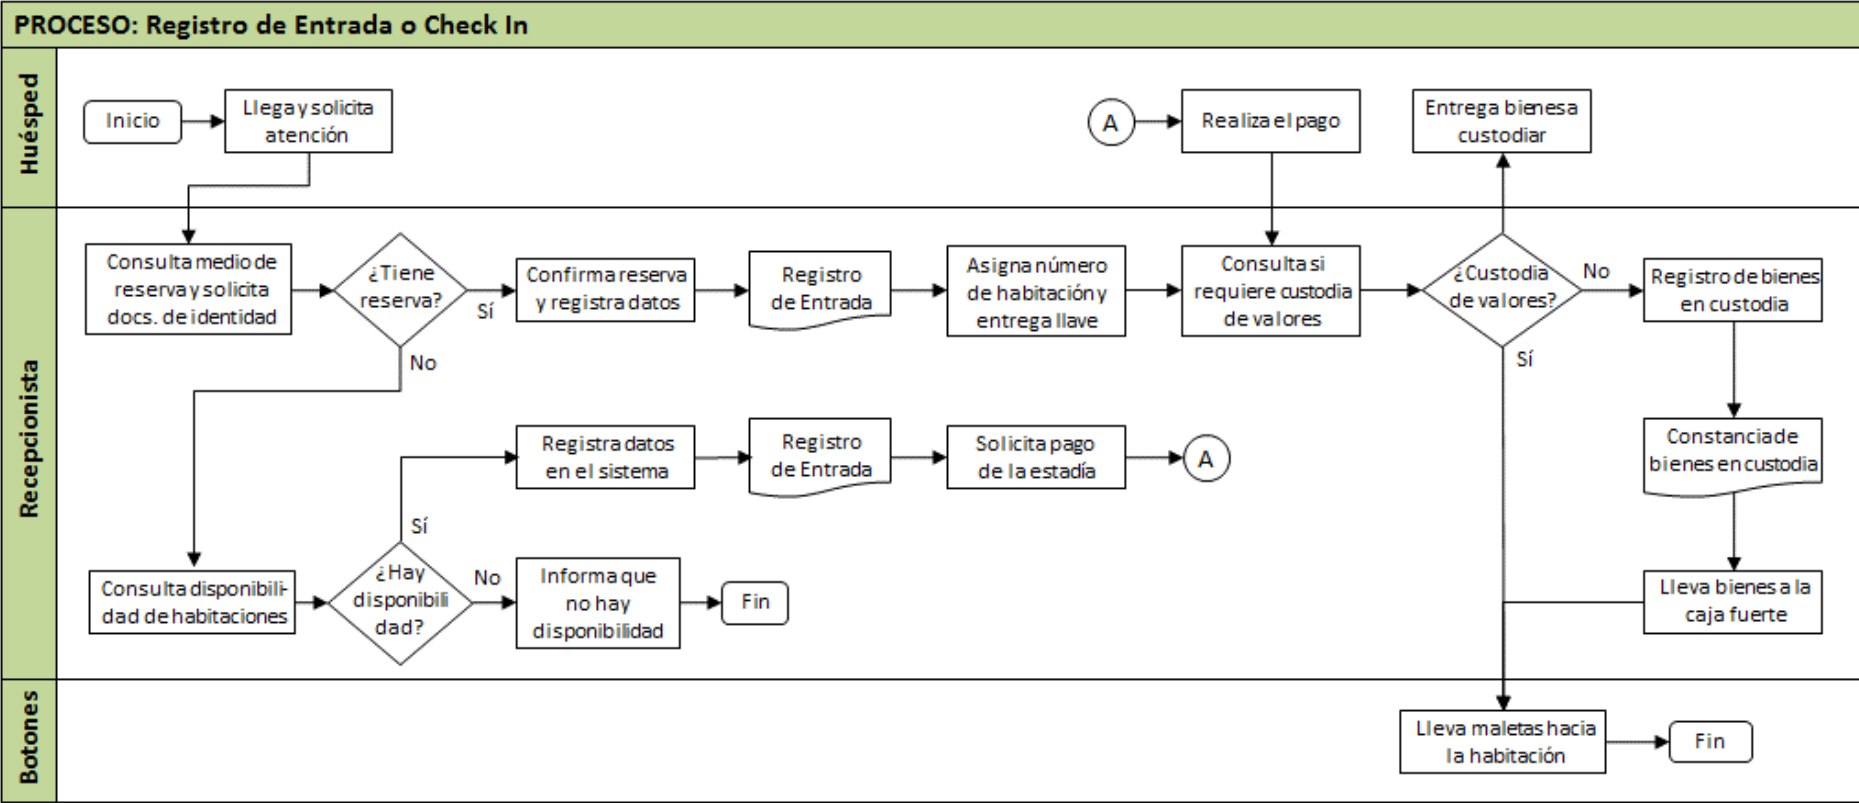 PROCESO: Registro de Entrada o Check In
Huésped
Inicio
Llega y solicita
atención
A
Realiza el pago
Entrega bienes a
custodiar
Recepcionista
Consulta medio de
reserva y solicita
docs. de identidad
¿Tiene
reserva?
Sí
No
Confirma reserva
y registra datos
Registro
de Entrada
Asigna número
de habitación y
entrega llave
Consulta si
requiere custodia
de valores
¿Custodia
de valores?
No
Sí
Registro de bienes
en custodia
Registra datos
en el sistema
Registro
de Entrada
Solicita pago
de la estadía
A
Constancia de
bienes en custodia
Sí
Consulta disponibili-
dad de habitaciones
¿Hay
disponibili
dad?
No
Informa que
no hay
disponibilidad
Fin
Lleva bienes a la
caja fuerte
Botones
Lleva maletas hacia
la habitación
Fin